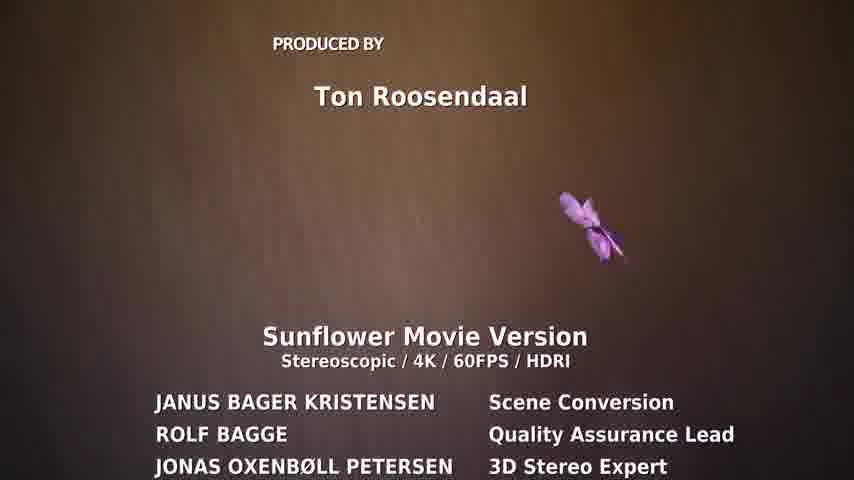 PRODUCED BY
Ton Roosendaal
Sunflower Movie Version
Stereoscopic / 4K / 60FPS / HDRI
JANUS BAGER KRISTENSEN Scene Conversion
ROLF BAGGE Quality Assurance Lead
JONAS OXENBØLL PETERSEN 3D Stereo Expert